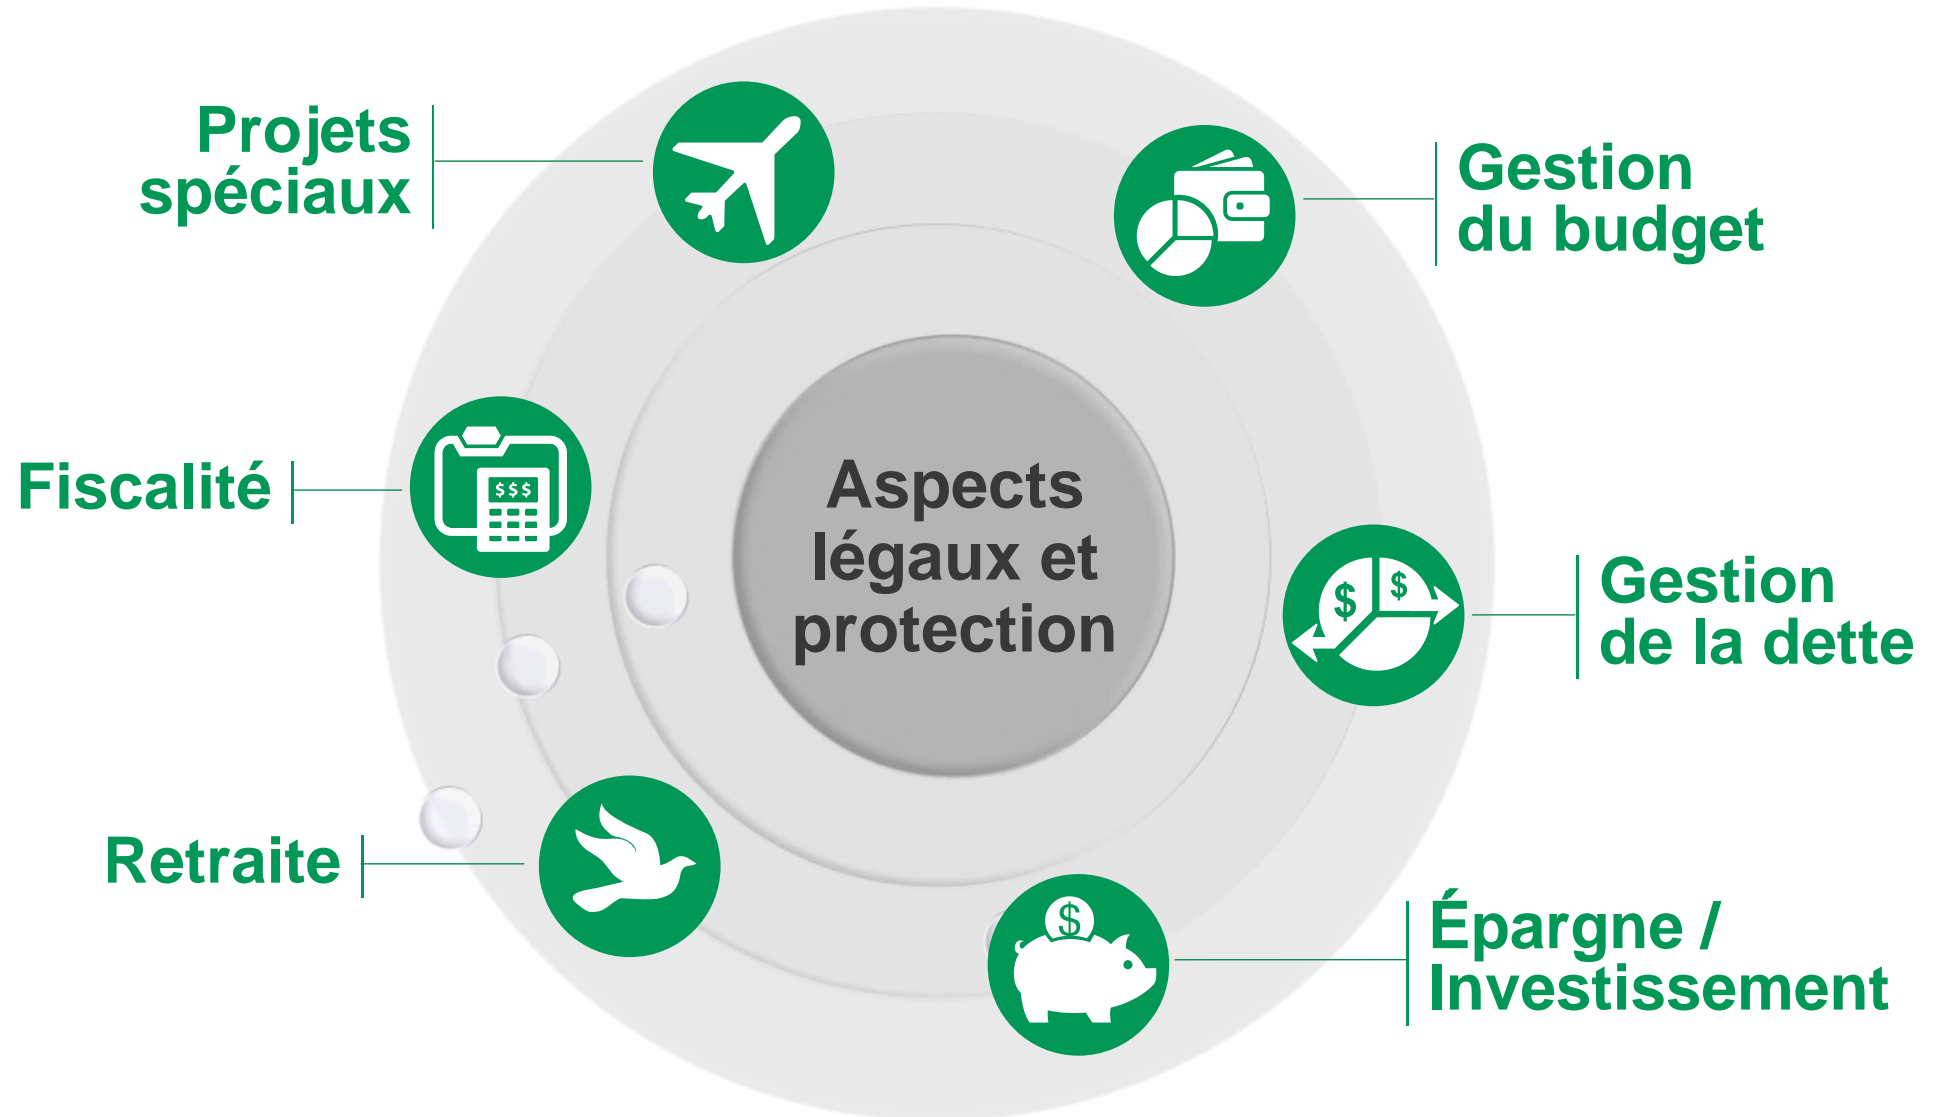 Projets
spéciaux
Gestion
du budget
Fiscalité
$$$
Aspects
légaux et
protection
$ $
Gestion
de la dette
Retraite
$
Épargne /
Investissement